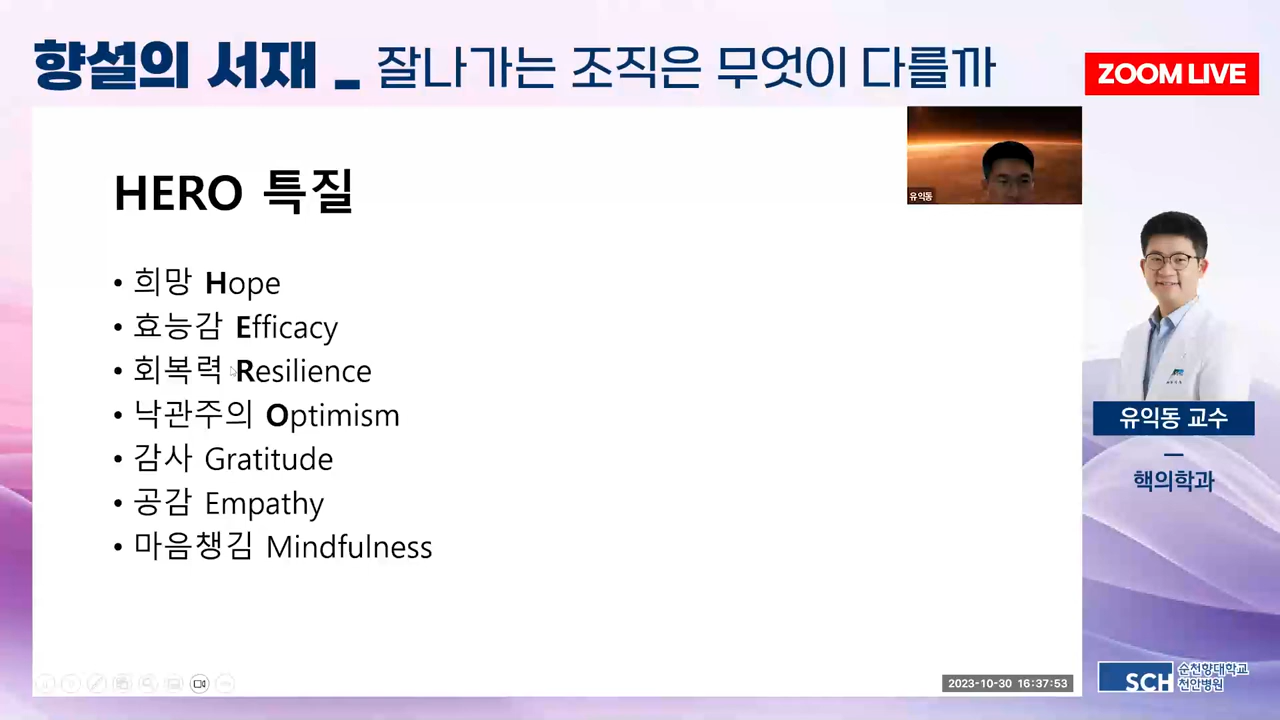 향설의 서재 _ 잘나가는 조직은 무엇이 다를까
ZOOM LIVE
HERO 특질
유익동
• 희망 Hope
• 효능감 Efficacy
• 회복력 Resilience
• 낙관주의 Optimism
• 감사 Gratitude
• 공감 Empathy
• 마음챙김 Mindfulness
유익동 교수
핵의학과
2023-10-30 16:37:53
SCH 순천향대학교
천안병원